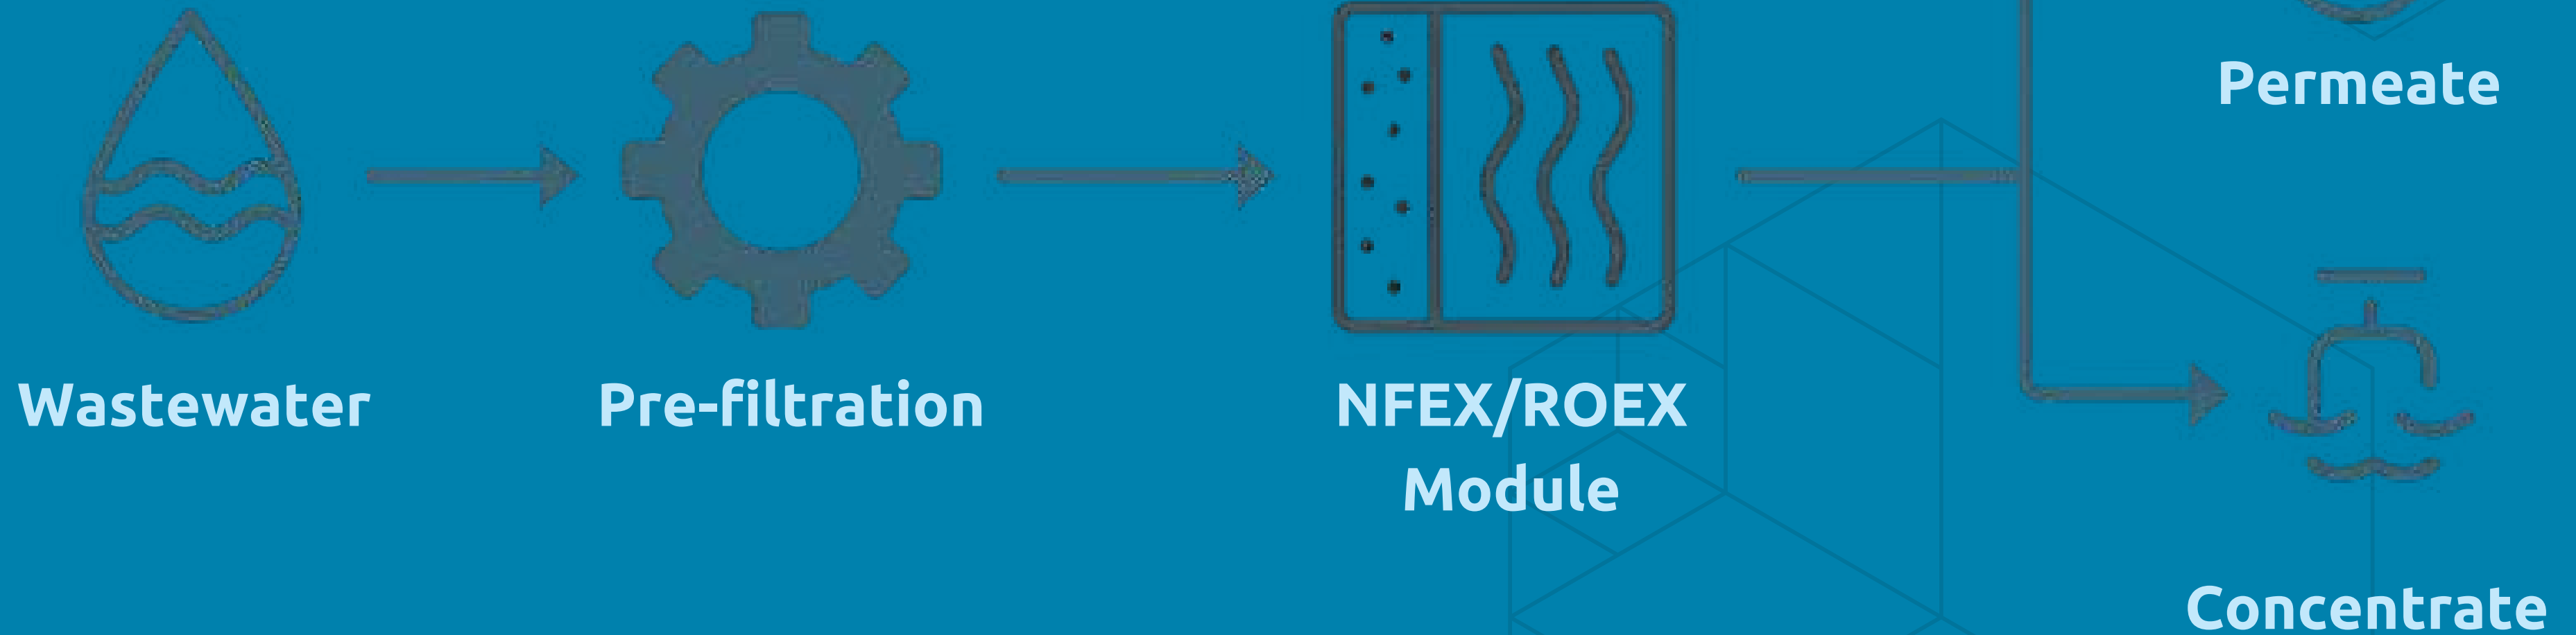 Permeate
Wastewater
Pre-filtration
NFEX/ROEX
Module
Concentrate